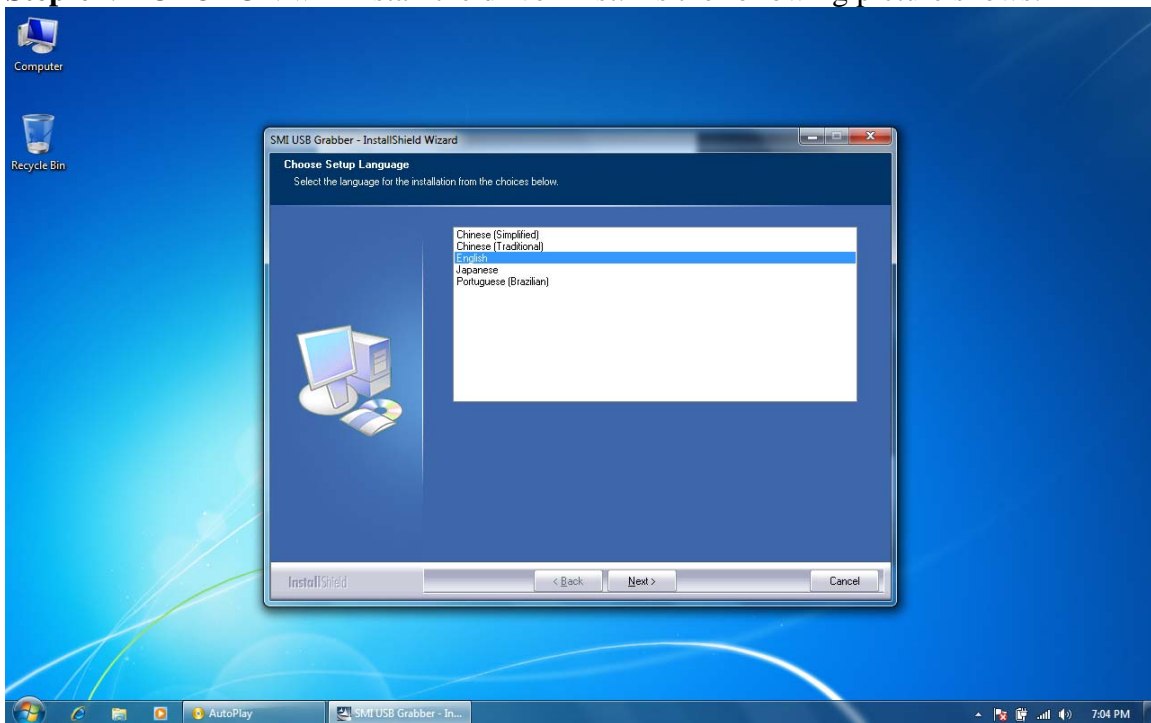 Computer
Recycle Bin
SMI USB Grabber - InstallShield Wizard
Choose Setup Language
Select the language for the installation from the choices below.
Chinese (Simplified)
Chinese (Traditional)
English
Japanese
Portuguese (Brazilian)
InstallShield
< Back Next > Cancel
AutoPlay SMI USB Grabber - In... 7:04 PM